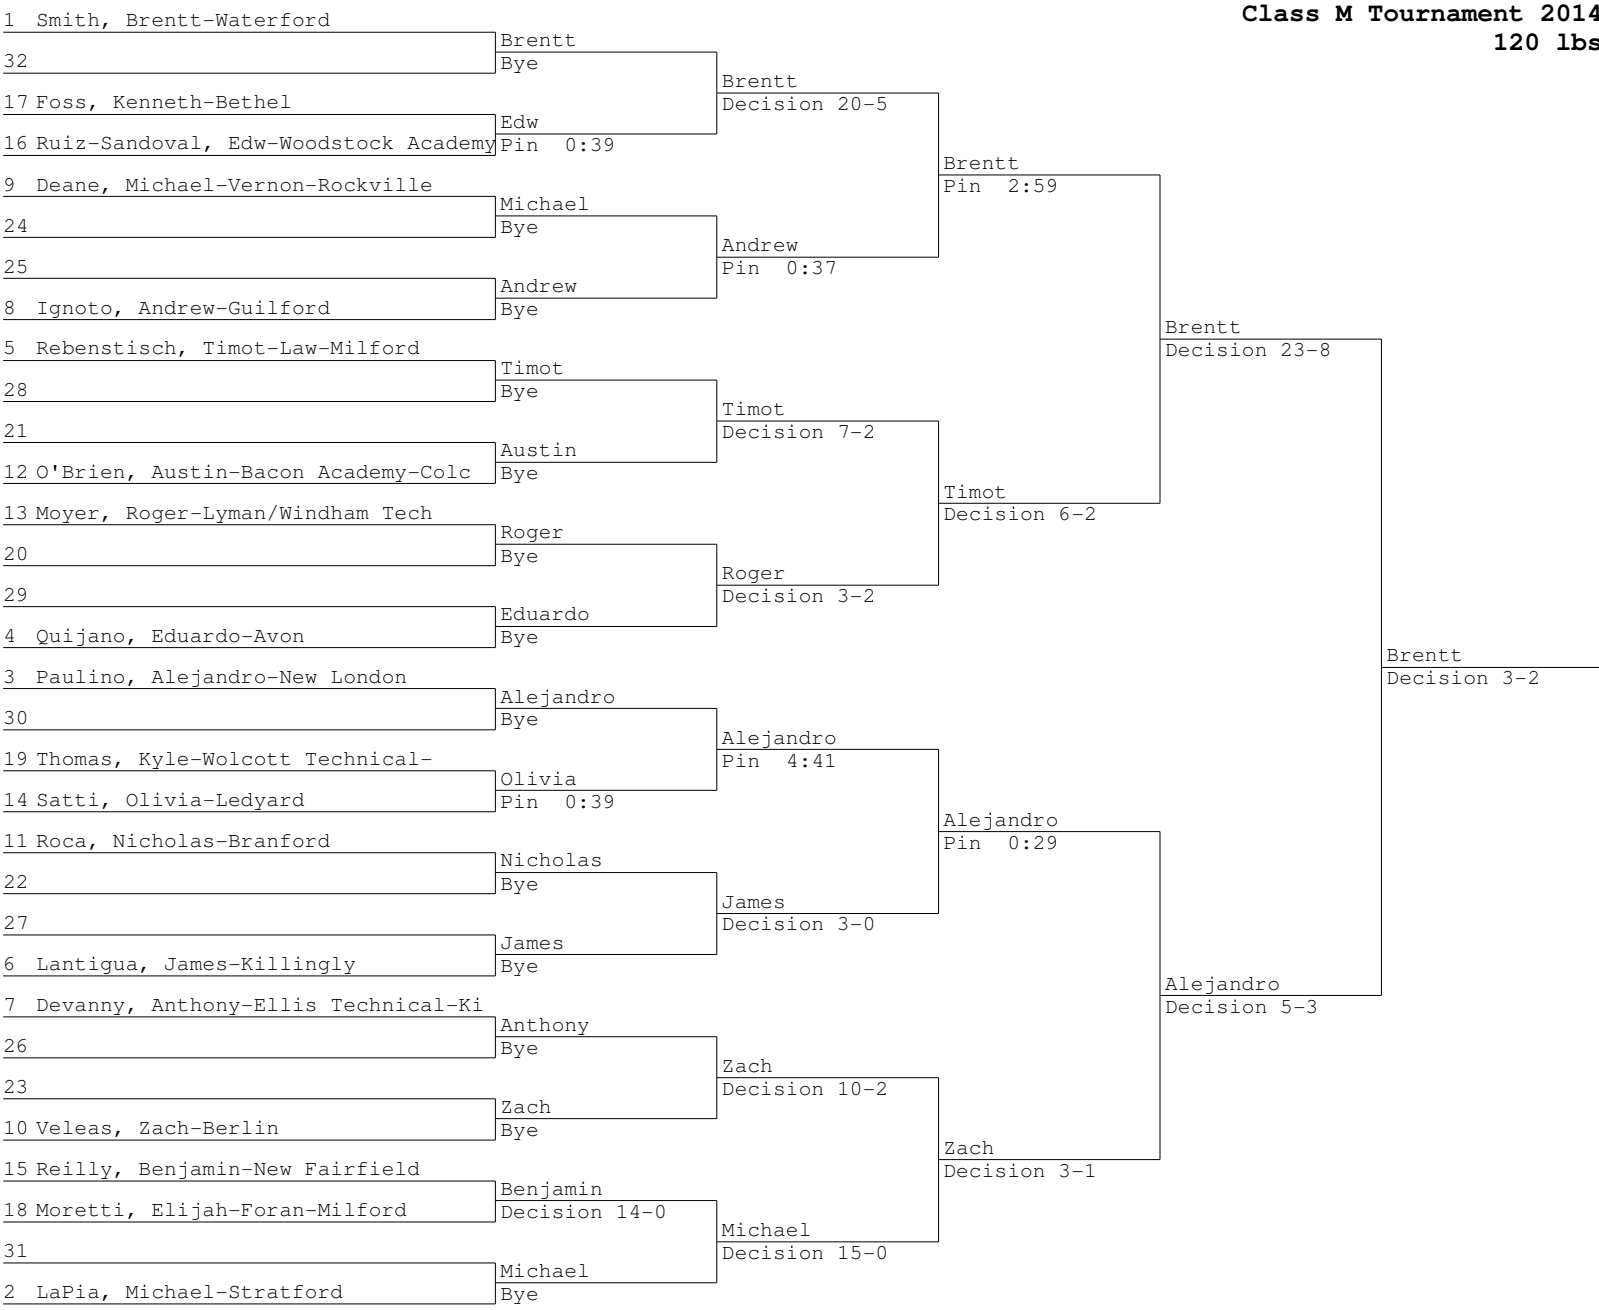 Class M Tournament 2014
120 lbs
1 Smith, Brentt-Waterford
32
17 Foss, Kenneth-Bethel
16 Ruiz-Sandoval, Edw-Woodstock Academy
9 Deane, Michael-Vernon-Rockville
24
25
8 Ignoto, Andrew-Guilford
5 Rebenstisch, Timot-Law-Milford
28
21
12 O'Brien, Austin-Bacon Academy-Colc
13 Moyer, Roger-Lyman/Windham Tech
20
29
4 Quijano, Eduardo-Avon
3 Paulino, Alejandro-New London
30
19 Thomas, Kyle-Wolcott Technical-
14 Satti, Olivia-Ledyard
11 Roca, Nicholas-Branford
22
27
6 Lantigua, James-Killingly
7 Devanny, Anthony-Ellis Technical-Ki
26
23
10 Veleas, Zach-Berlin
15 Reilly, Benjamin-New Fairfield
18 Moretti, Elijah-Foran-Milford
31
2 LaPia, Michael-Stratford
Brentt
Bye
Edw
Pin 0:39
Michael
Bye
Andrew
Bye
Timot
Bye
Austin
Bye
Roger
Bye
Eduardo
Bye
Alejandro
Bye
Olivia
Pin 0:39
Nicholas
Bye
James
Bye
Anthony
Bye
Zach
Bye
Benjamin
Decision 14-0
Michael
Bye
Brentt
Decision 20-5
Andrew
Pin 0:37
Timot
Decision 7-2
Roger
Decision 3-2
Alejandro
Pin 4:41
James
Decision 3-0
Zach
Decision 10-2
Michael
Decision 15-0
Brentt
Pin 2:59
Timot
Decision 6-2
Alejandro
Pin 0:29
Zach
Decision 3-1
Brentt
Decision 23-8
Alejandro
Decision 5-3
Brentt
Decision 3-2